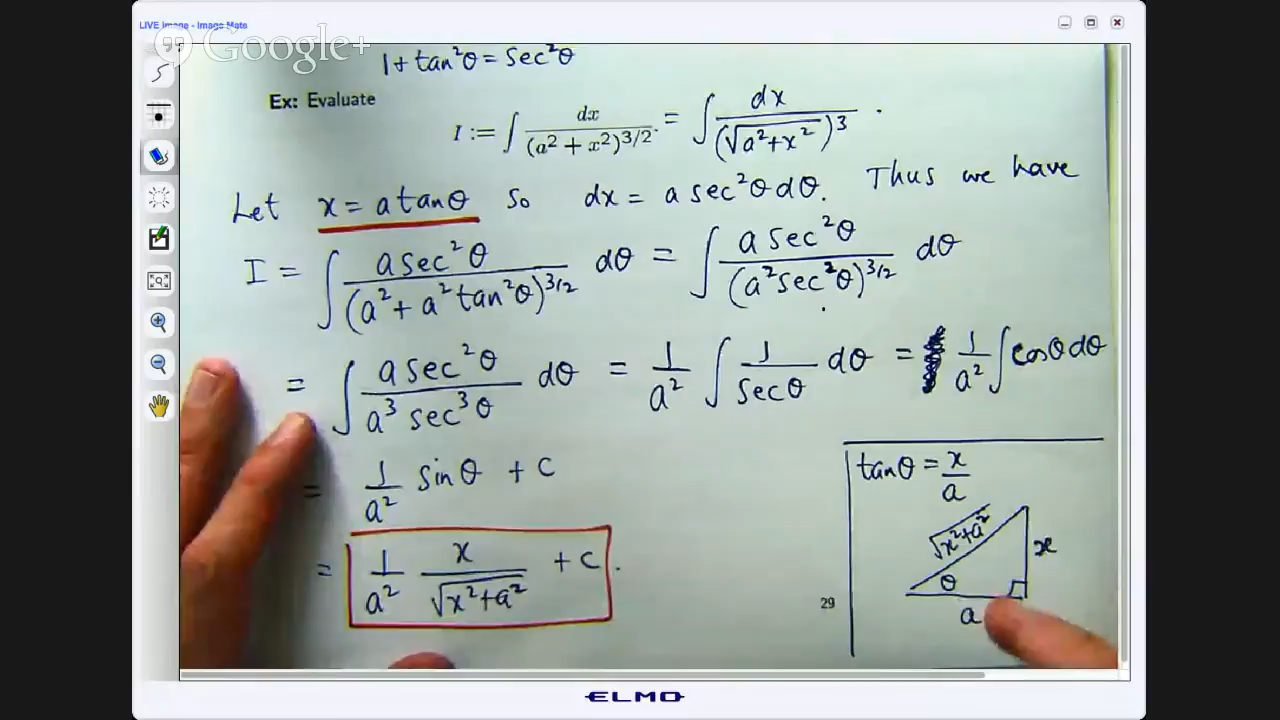 LIVE Image - Image Mate
Google+
1 + tan²θ = sec²θ
Ex: Evaluate
I := ∫ dx / (a² + x²)^{3/2} = ∫ dx / (√(a² + x²))³ .
Let x = a tanθ so dx = a sec²θ dθ. Thus we have
I = ∫ a sec²θ / (a² + a² tan²θ)^{3/2} dθ = ∫ a sec²θ / (a² sec²θ)^{3/2} dθ
= ∫ a sec²θ / a³ sec³θ dθ = 1/a² ∫ 1/secθ dθ = 1/a² ∫ cosθ dθ
= 1/a² sinθ + c
= 1/a² x/√(x² + a²) + c .
tanθ = x/a
√(x² + a²)
x
θ
a
29
ELMO